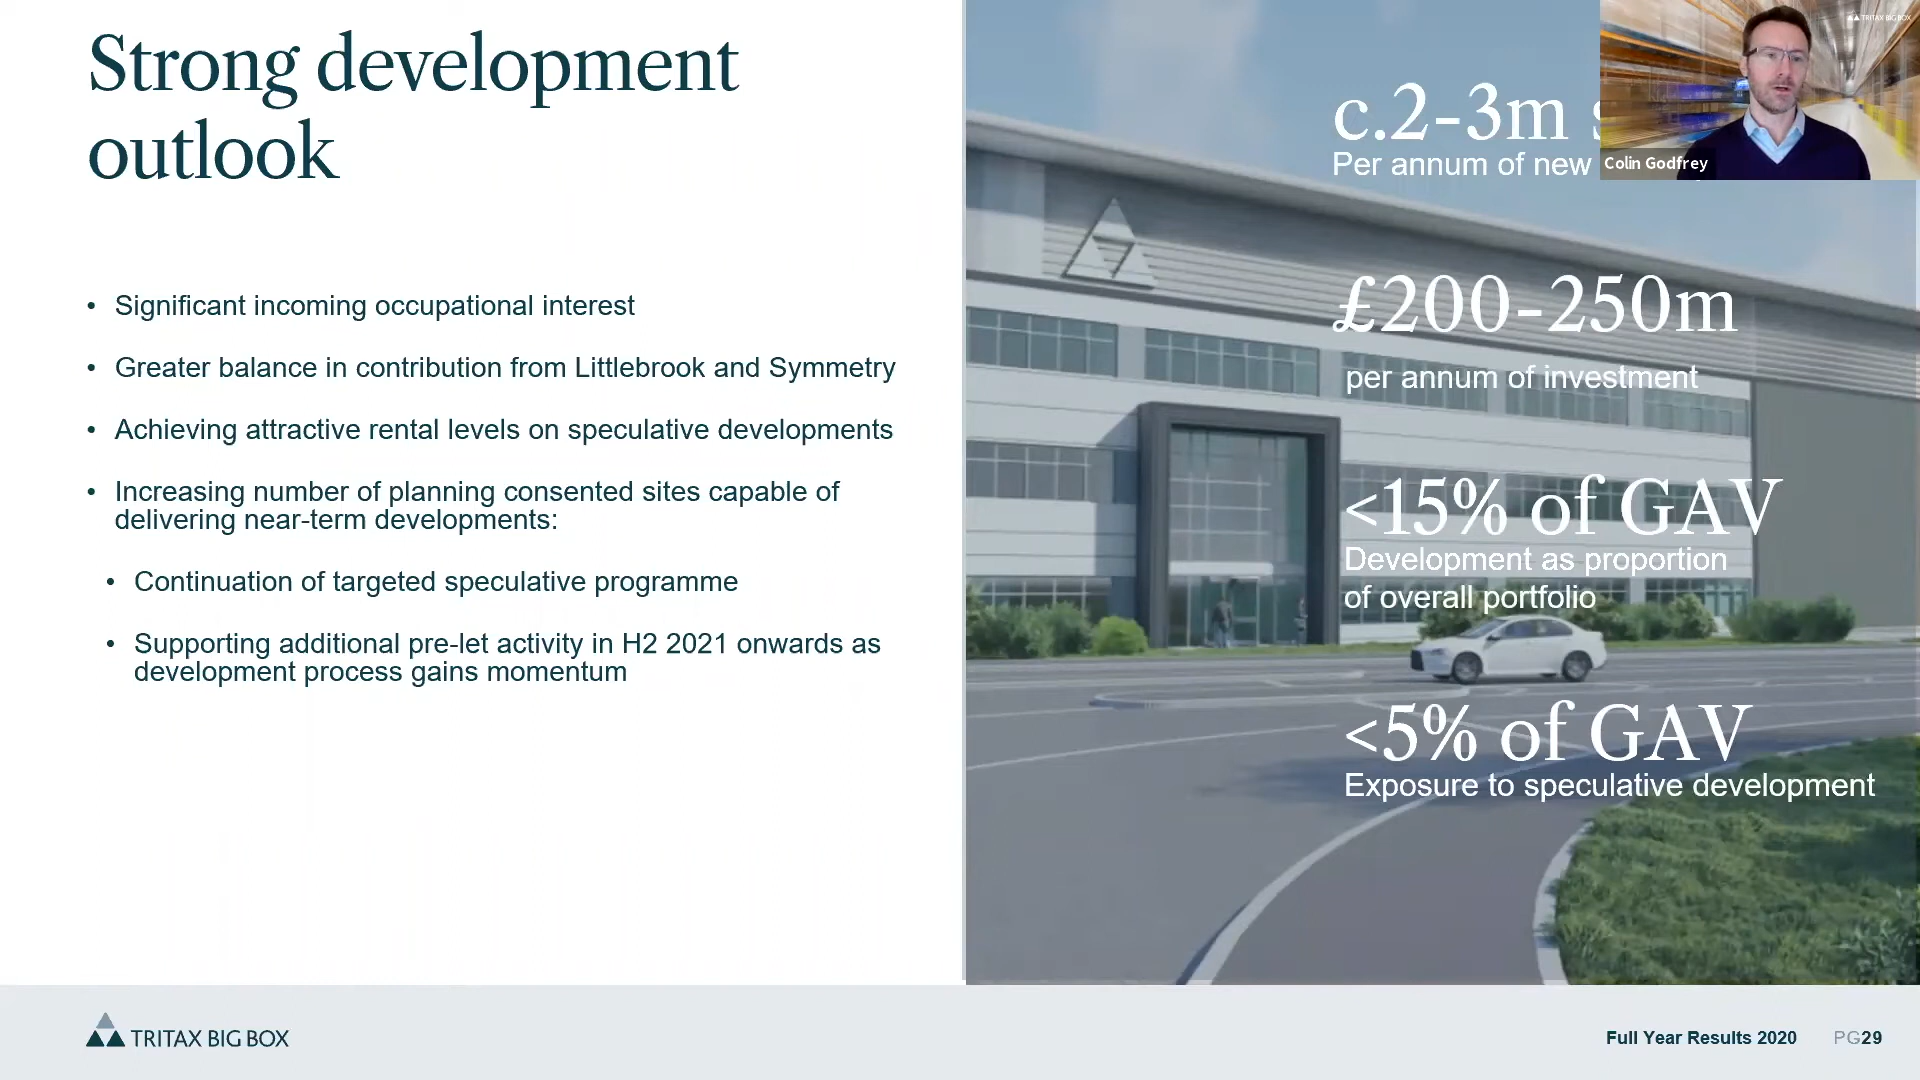 Strong development
outlook
• Significant incoming occupational interest
• Greater balance in contribution from Littlebrook and Symmetry
• Achieving attractive rental levels on speculative developments
• Increasing number of planning consented sites capable of
delivering near-term developments:
• Continuation of targeted speculative programme
• Supporting additional pre-let activity in H2 2021 onwards as
development process gains momentum
TRITAX BIG BOX
c.2-3m
Per annum of new
Colin Godfrey
£200-250m
per annum of investment
<15% of GAV
Development as proportion
of overall portfolio
<5% of GAV
Exposure to speculative development
TRITAX BIG BOX
Full Year Results 2020
PG29